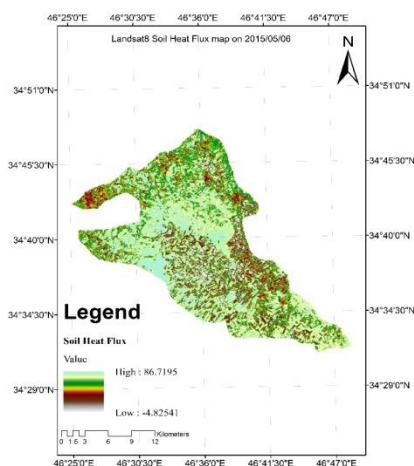 46°25'0"E 46°30'30"E 46°36'0"E 46°41'30"E 46°47'0"E
Landsat8 Soil Heat Flux map on 2015/05/06
N
34°51'0"N 34°51'0"N
34°45'30"N 34°45'30"N
34°40'0"N 34°40'0"N
34°34'30"N 34°34'30"N
34°29'0"N 34°29'0"N
Legend
Soil Heat Flux
Value
High : 86.7195
Low : -4.82541
Kilometers
0 1.5 3 6 9 12
46°25'0"E 46°30'30"E 46°36'0"E 46°41'30"E 46°47'0"E